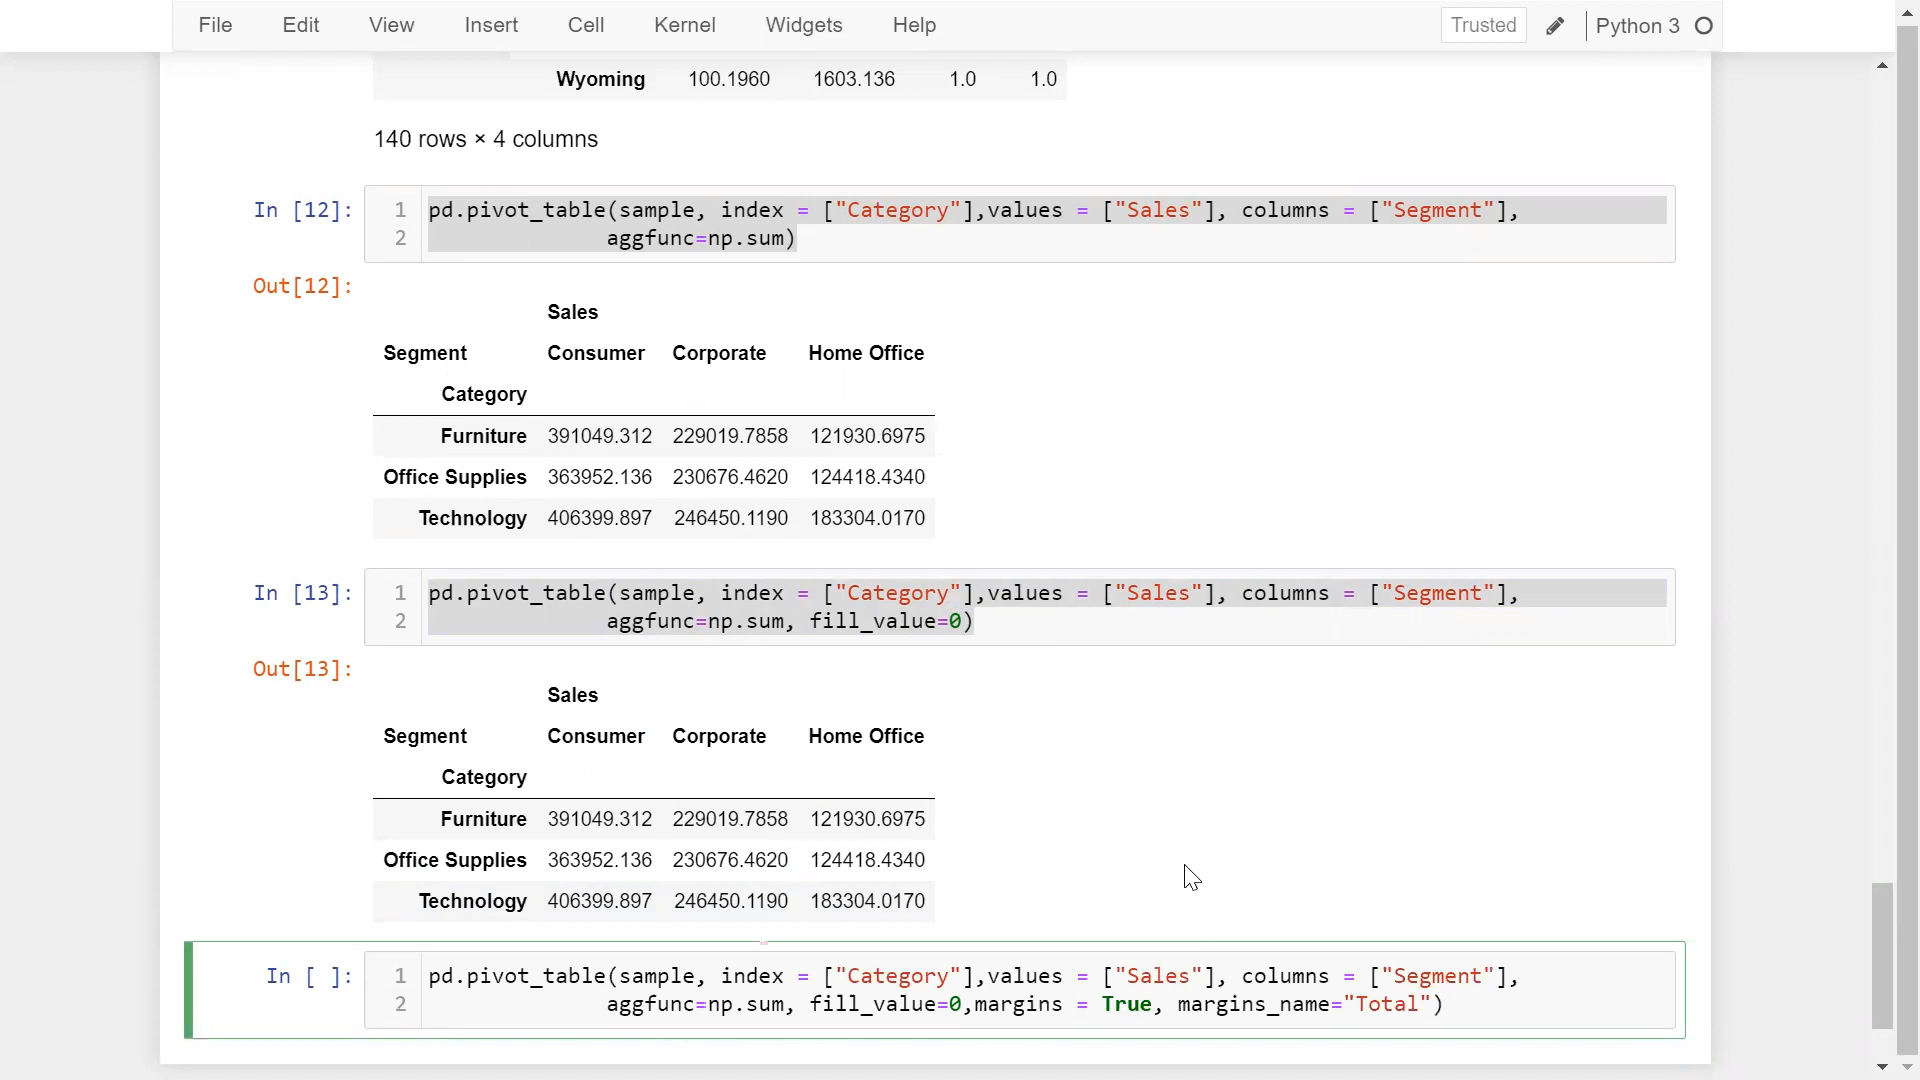 File Edit View Insert Cell Kernel Widgets Help Trusted Python 3
Wyoming 100.1960 1603.136 1.0 1.0
140 rows × 4 columns
In [12]: 1 pd.pivot_table(sample, index = ["Category"],values = ["Sales"], columns = ["Segment"],
2 aggfunc=np.sum)
Out[12]:
Sales
Segment Consumer Corporate Home Office
Category
Furniture 391049.312 229019.7858 121930.6975
Office Supplies 363952.136 230676.4620 124418.4340
Technology 406399.897 246450.1190 183304.0170
In [13]: 1 pd.pivot_table(sample, index = ["Category"],values = ["Sales"], columns = ["Segment"],
2 aggfunc=np.sum, fill_value=0)
Out[13]:
Sales
Segment Consumer Corporate Home Office
Category
Furniture 391049.312 229019.7858 121930.6975
Office Supplies 363952.136 230676.4620 124418.4340
Technology 406399.897 246450.1190 183304.0170
In [ ]: 1 pd.pivot_table(sample, index = ["Category"],values = ["Sales"], columns = ["Segment"],
2 aggfunc=np.sum, fill_value=0,margins = True, margins_name="Total")